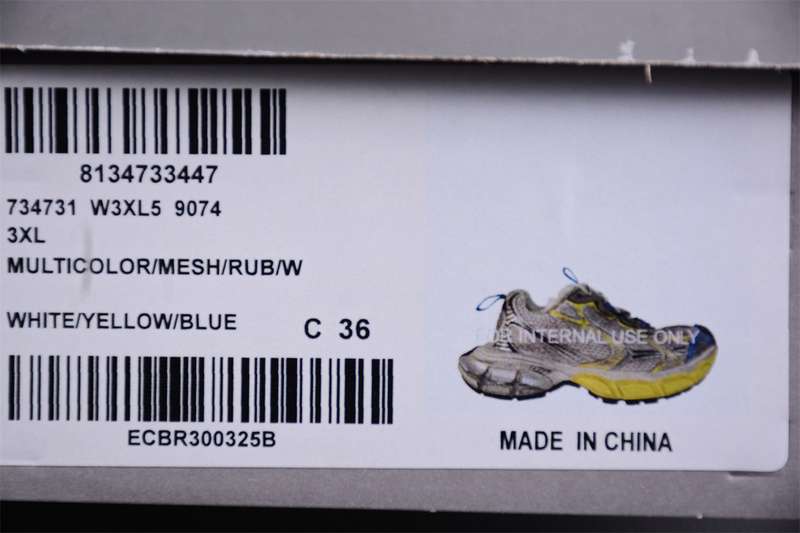 8134733447
734731 W3XL5 9074
3XL
MULTICOLOR/MESH/RUB/W
WHITE/YELLOW/BLUE
C 36
ECBR300325B
FOR INTERNAL USE ONLY
MADE IN CHINA